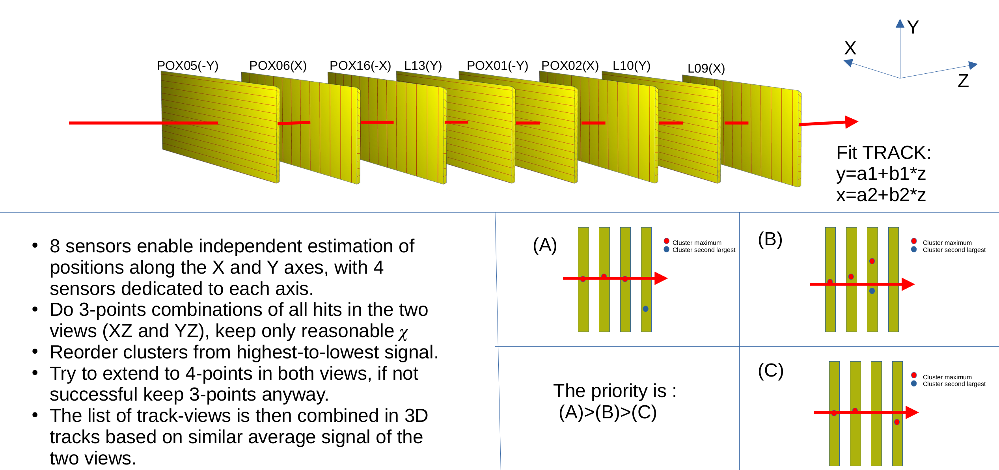 Y
X
Z
POX05(-Y) POX06(X) POX16(-X) L13(Y) POX01(-Y) POX02(X) L10(Y) L09(X)
Fit TRACK:
y=a1+b1*z
x=a2+b2*z
• 8 sensors enable independent estimation of
positions along the X and Y axes, with 4
sensors dedicated to each axis.
• Do 3-points combinations of all hits in the two
views (XZ and YZ), keep only reasonable χ
• Reorder clusters from highest-to-lowest signal.
• Try to extend to 4-points in both views, if not
successful keep 3-points anyway.
• The list of track-views is then combined in 3D
tracks based on similar average signal of the
two views.
(A)
Cluster maximum
Cluster second largest
(B)
Cluster maximum
Cluster second largest
The priority is :
(A)>(B)>(C)
(C)
Cluster maximum
Cluster second largest